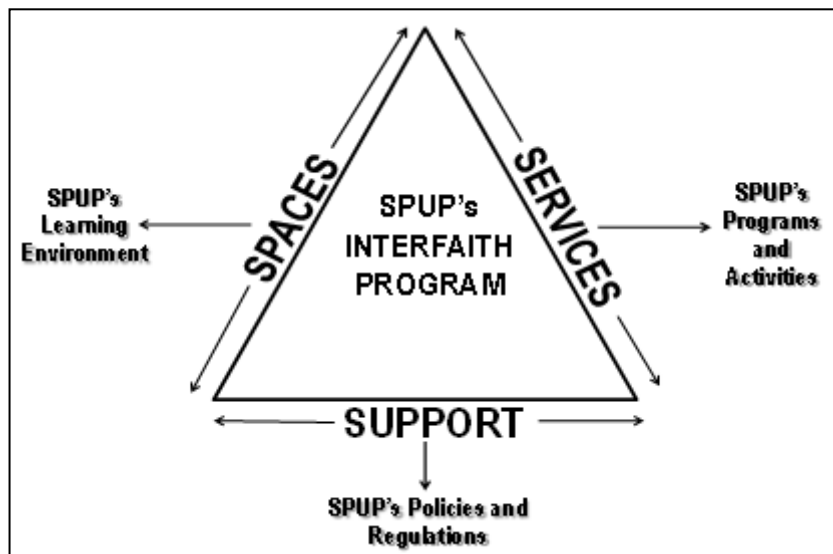 SPACES
SERVICES
SPUP's
Learning
Environment
SPUP's
INTERFAITH
PROGRAM
SPUP's
Programs
and
Activities
SUPPORT
SPUP's Policies and
Regulations